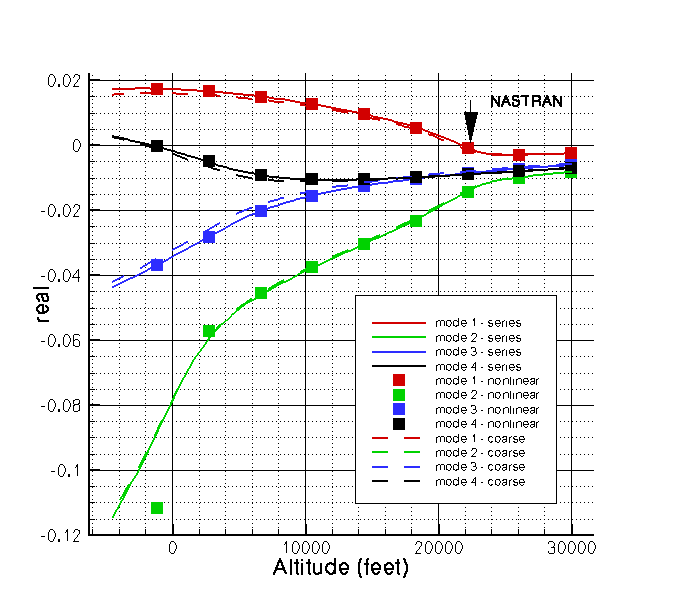 0.02
NASTRAN
0
-0.02
-0.04
real
mode 1 - series
mode 2 - series
-0.06
mode 3 - series
mode 4 - series
mode 1 - nonlinear
mode 2 - nonlinear
-0.08
mode 3 - nonlinear
mode 4 - nonlinear
mode 1 - coarse
mode 2 - coarse
-0.1
mode 3 - coarse
mode 4 - coarse
-0.12
0 10000 20000 30000
Altitude (feet)